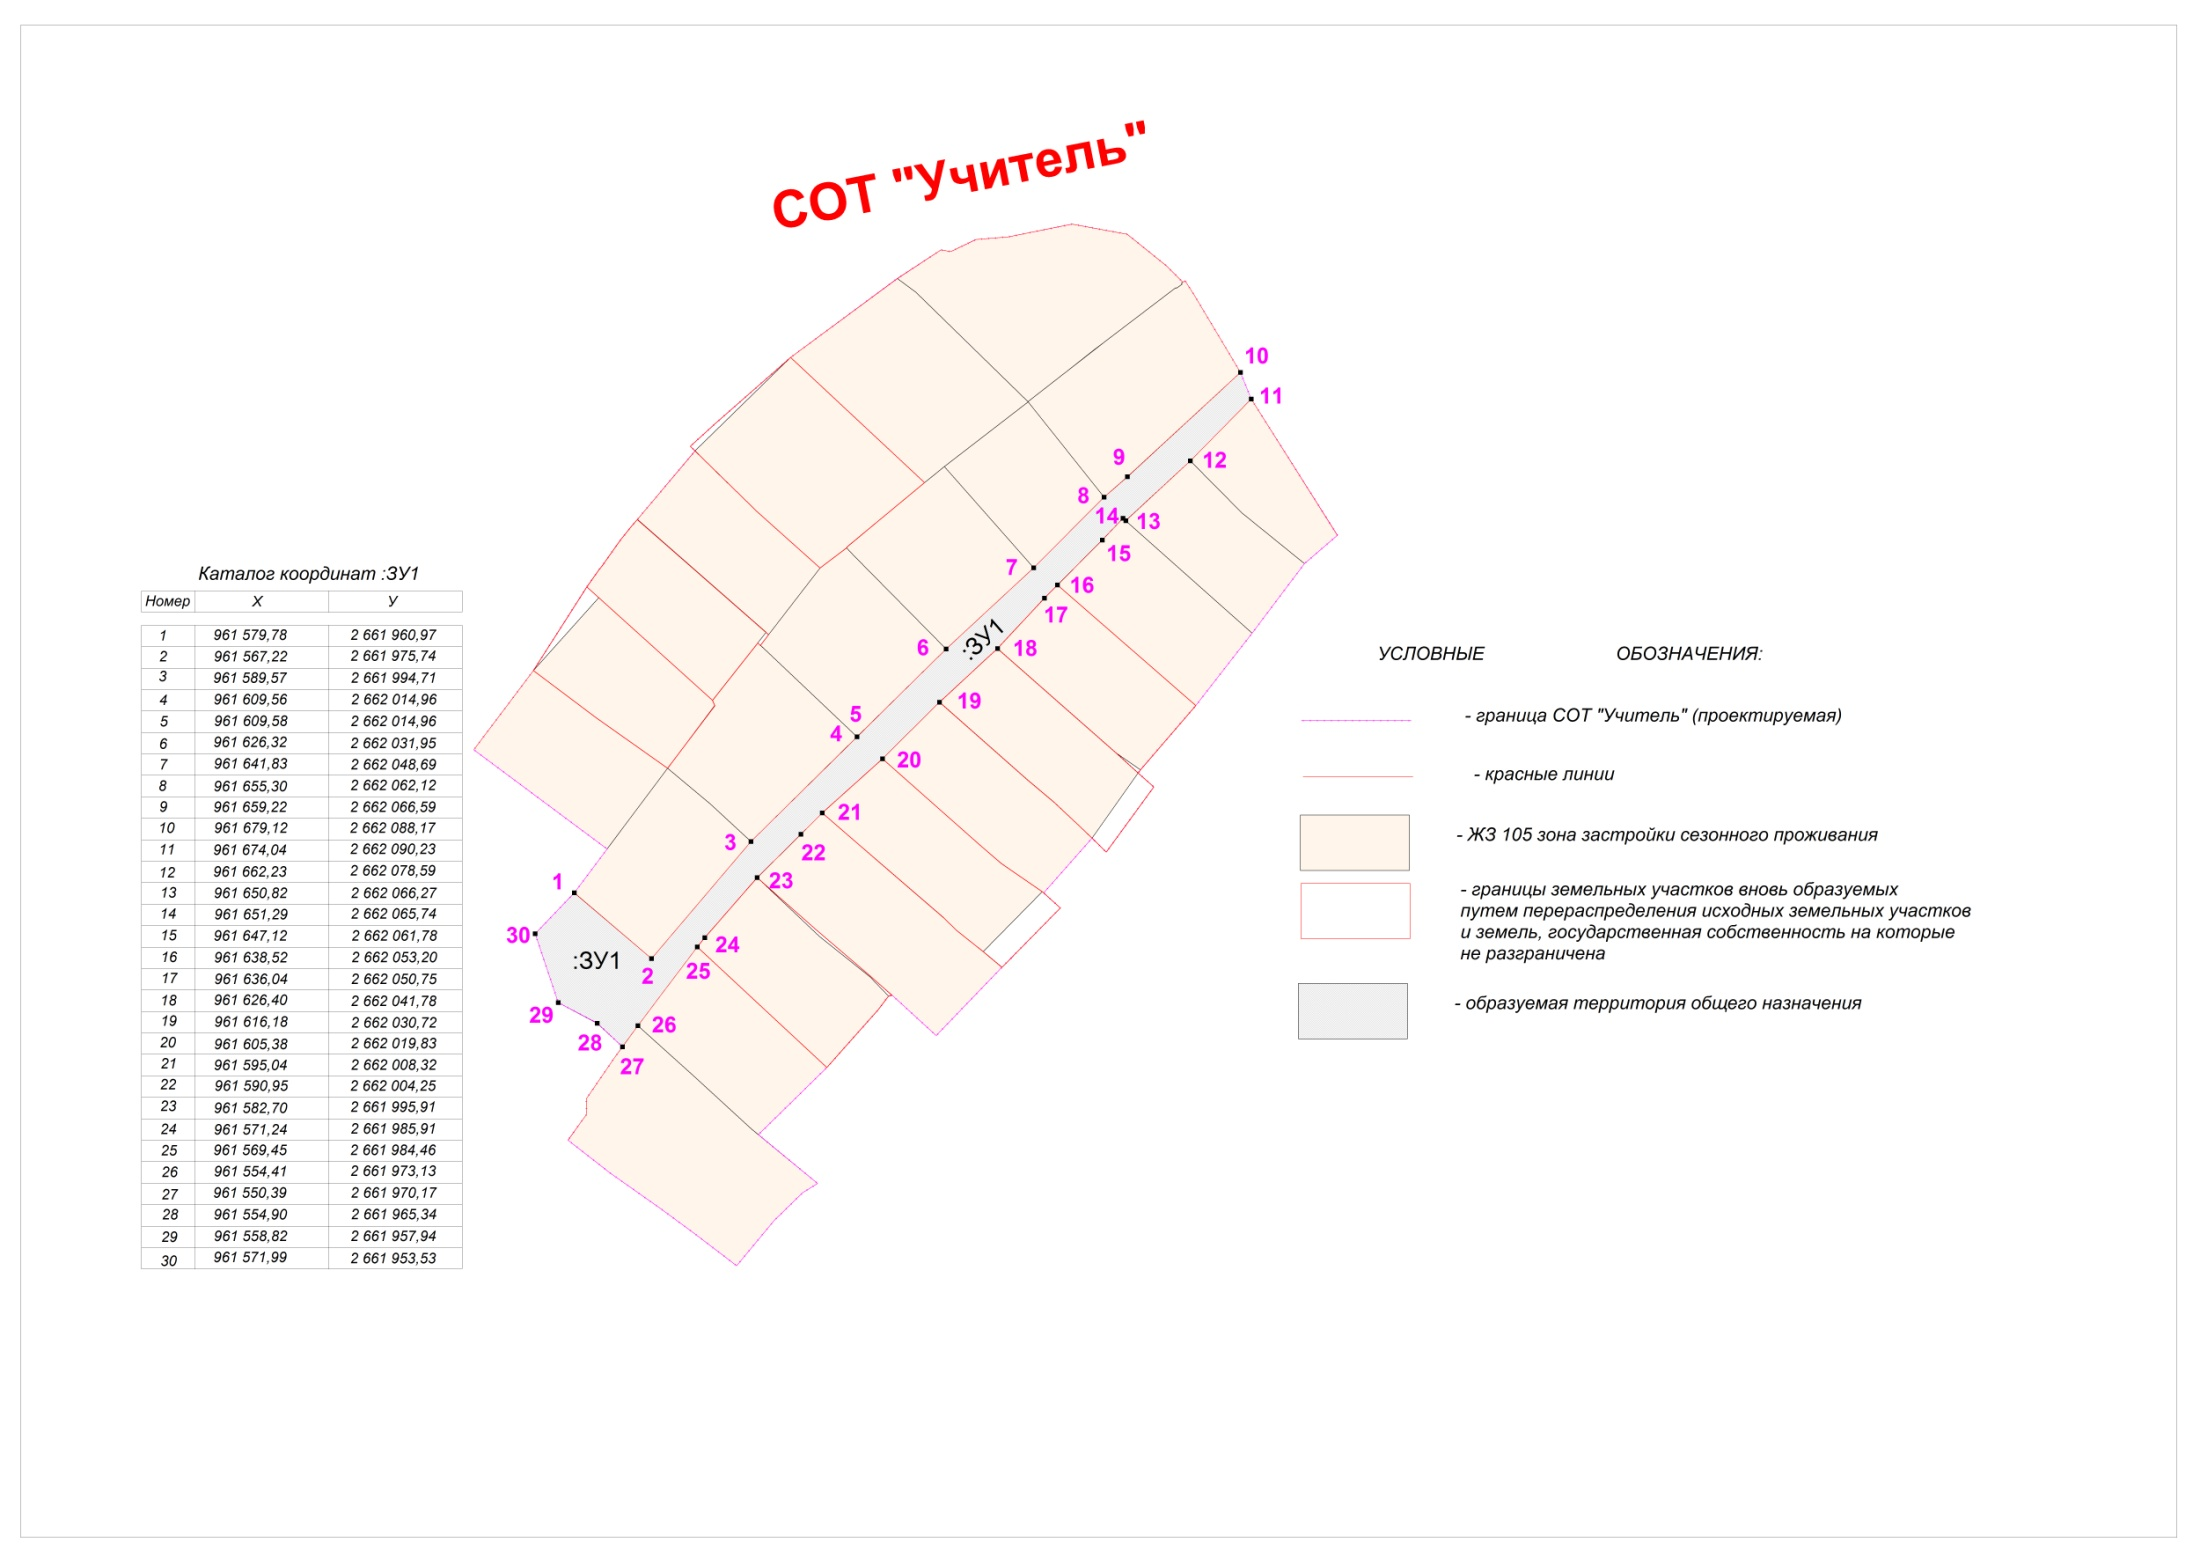 СОТ "Учитель"
Каталог координат :ЗУ1
Номер X У
1 961 579,78 2 661 960,97
2 961 567,22 2 661 975,74
3 961 589,57 2 661 994,71
4 961 609,56 2 662 014,96
5 961 609,58 2 662 014,96
6 961 626,32 2 662 031,95
7 961 641,83 2 662 048,69
8 961 655,30 2 662 062,12
9 961 659,22 2 662 066,59
10 961 679,12 2 662 088,17
11 961 674,04 2 662 090,23
12 961 662,23 2 662 078,59
13 961 650,82 2 662 066,27
14 961 651,29 2 662 065,74
15 961 647,12 2 662 061,78
16 961 638,52 2 662 053,20
17 961 636,04 2 662 050,75
18 961 626,40 2 662 041,78
19 961 616,18 2 662 030,72
20 961 605,38 2 662 019,83
21 961 595,04 2 662 008,32
22 961 590,95 2 662 004,25
23 961 582,70 2 661 995,91
24 961 571,24 2 661 985,91
25 961 569,45 2 661 984,46
26 961 554,41 2 661 973,13
27 961 550,39 2 661 970,17
28 961 554,90 2 661 965,34
29 961 558,82 2 661 957,94
30 961 571,99 2 661 953,53
1
2
3
4
5
6
7
8
9
10
11
12
13
14
15
16
17
18
19
20
21
22
23
24
25
26
27
28
29
30
:ЗУ1
:ЗУ1
УСЛОВНЫЕ ОБОЗНАЧЕНИЯ:
- граница СОТ "Учитель" (проектируемая)
- красные линии
- ЖЗ 105 зона застройки сезонного проживания
- границы земельных участков вновь образуемых
путем перераспределения исходных земельных участков
и земель, государственная собственность на которые
не разграничена
- образуемая территория общего назначения